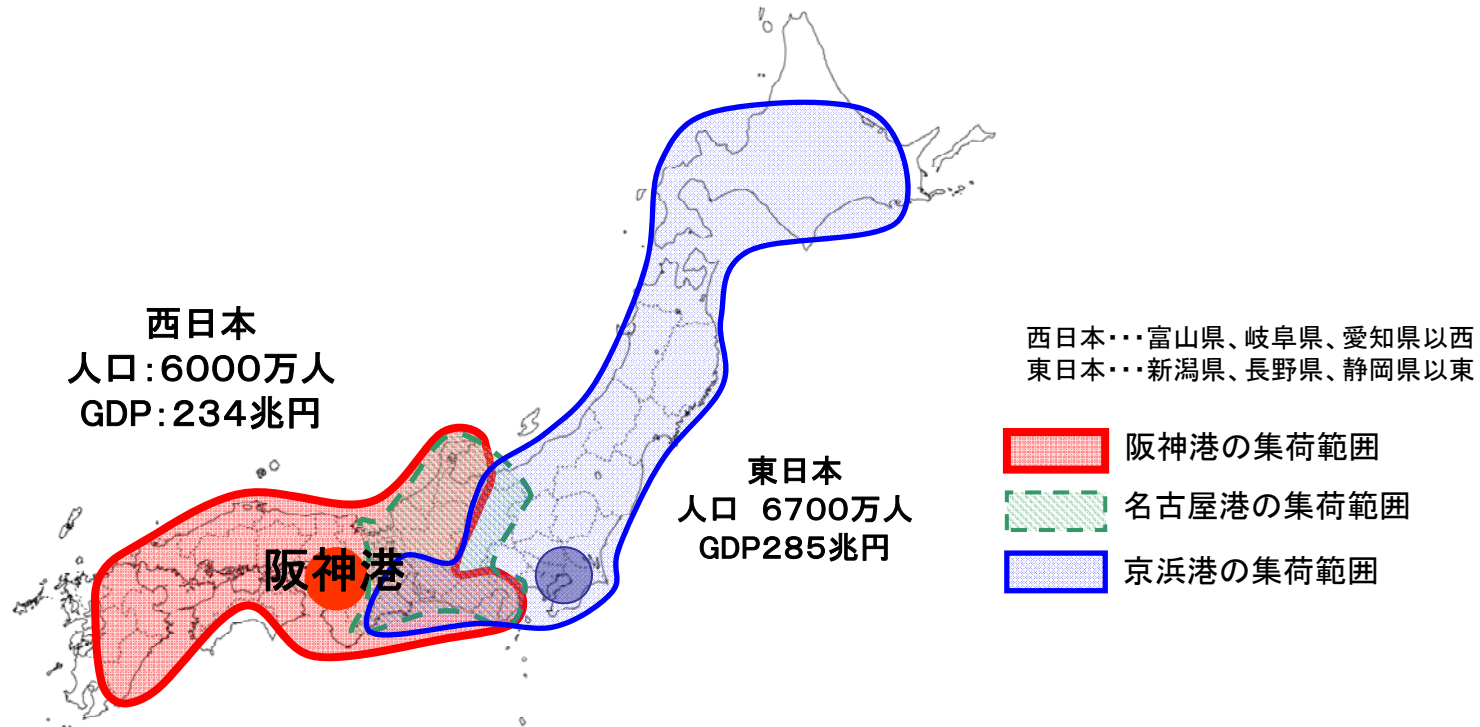 西日本
人口:6000万人
GDP:234兆円
阪神港
東日本
人口 6700万人
GDP285兆円
西日本･･･富山県、岐阜県、愛知県以西
東日本･･･新潟県、長野県、静岡県以東
阪神港の集荷範囲
名古屋港の集荷範囲
京浜港の集荷範囲